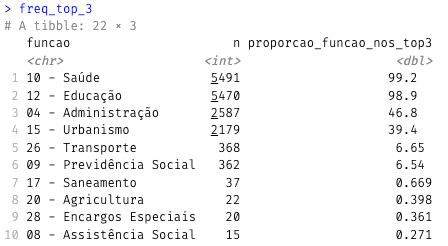 > freq_top_3
# A tibble: 22 × 3
funcao n proporcao_funcao_nos_top3
<chr> <int> <dbl>
1 10 - Saúde 5491 99.2
2 12 - Educação 5470 98.9
3 04 - Administração 2587 46.8
4 15 - Urbanismo 2179 39.4
5 26 - Transporte 368 6.65
6 09 - Previdência Social 362 6.54
7 17 - Saneamento 37 0.669
8 20 - Agricultura 22 0.398
9 28 - Encargos Especiais 20 0.361
10 08 - Assistência Social 15 0.271